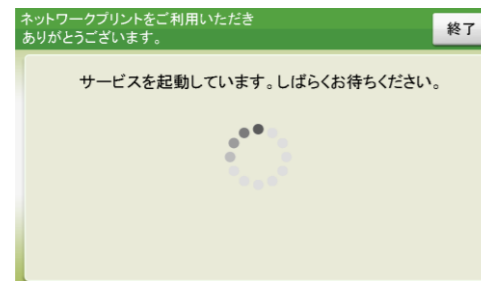 ネットワークプリントをご利用いただき
ありがとうございます。
終了
サービスを起動しています。しばらくお待ちください。